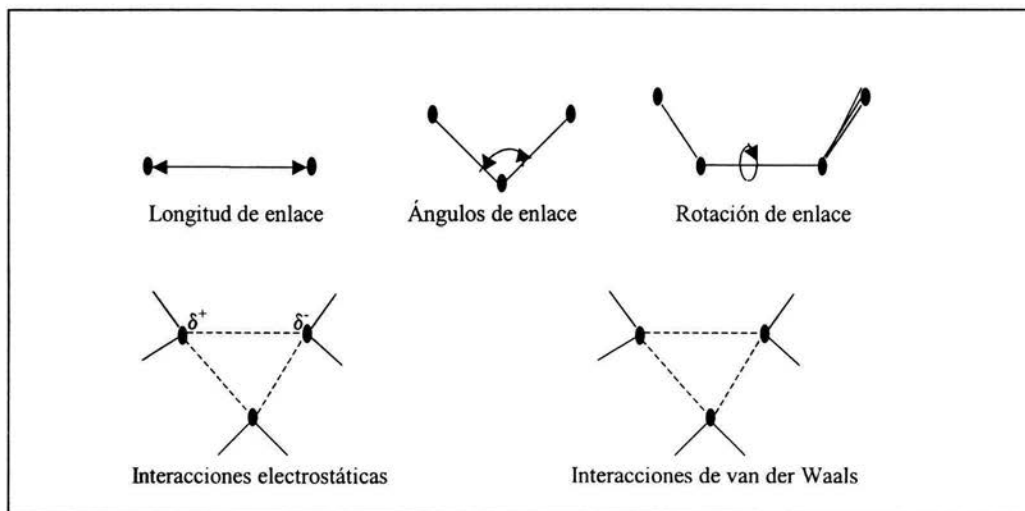 Longitud de enlace
Ángulos de enlace
Rotación de enlace
δ⁺
δ⁻
Interacciones electrostáticas
Interacciones de van der Waals